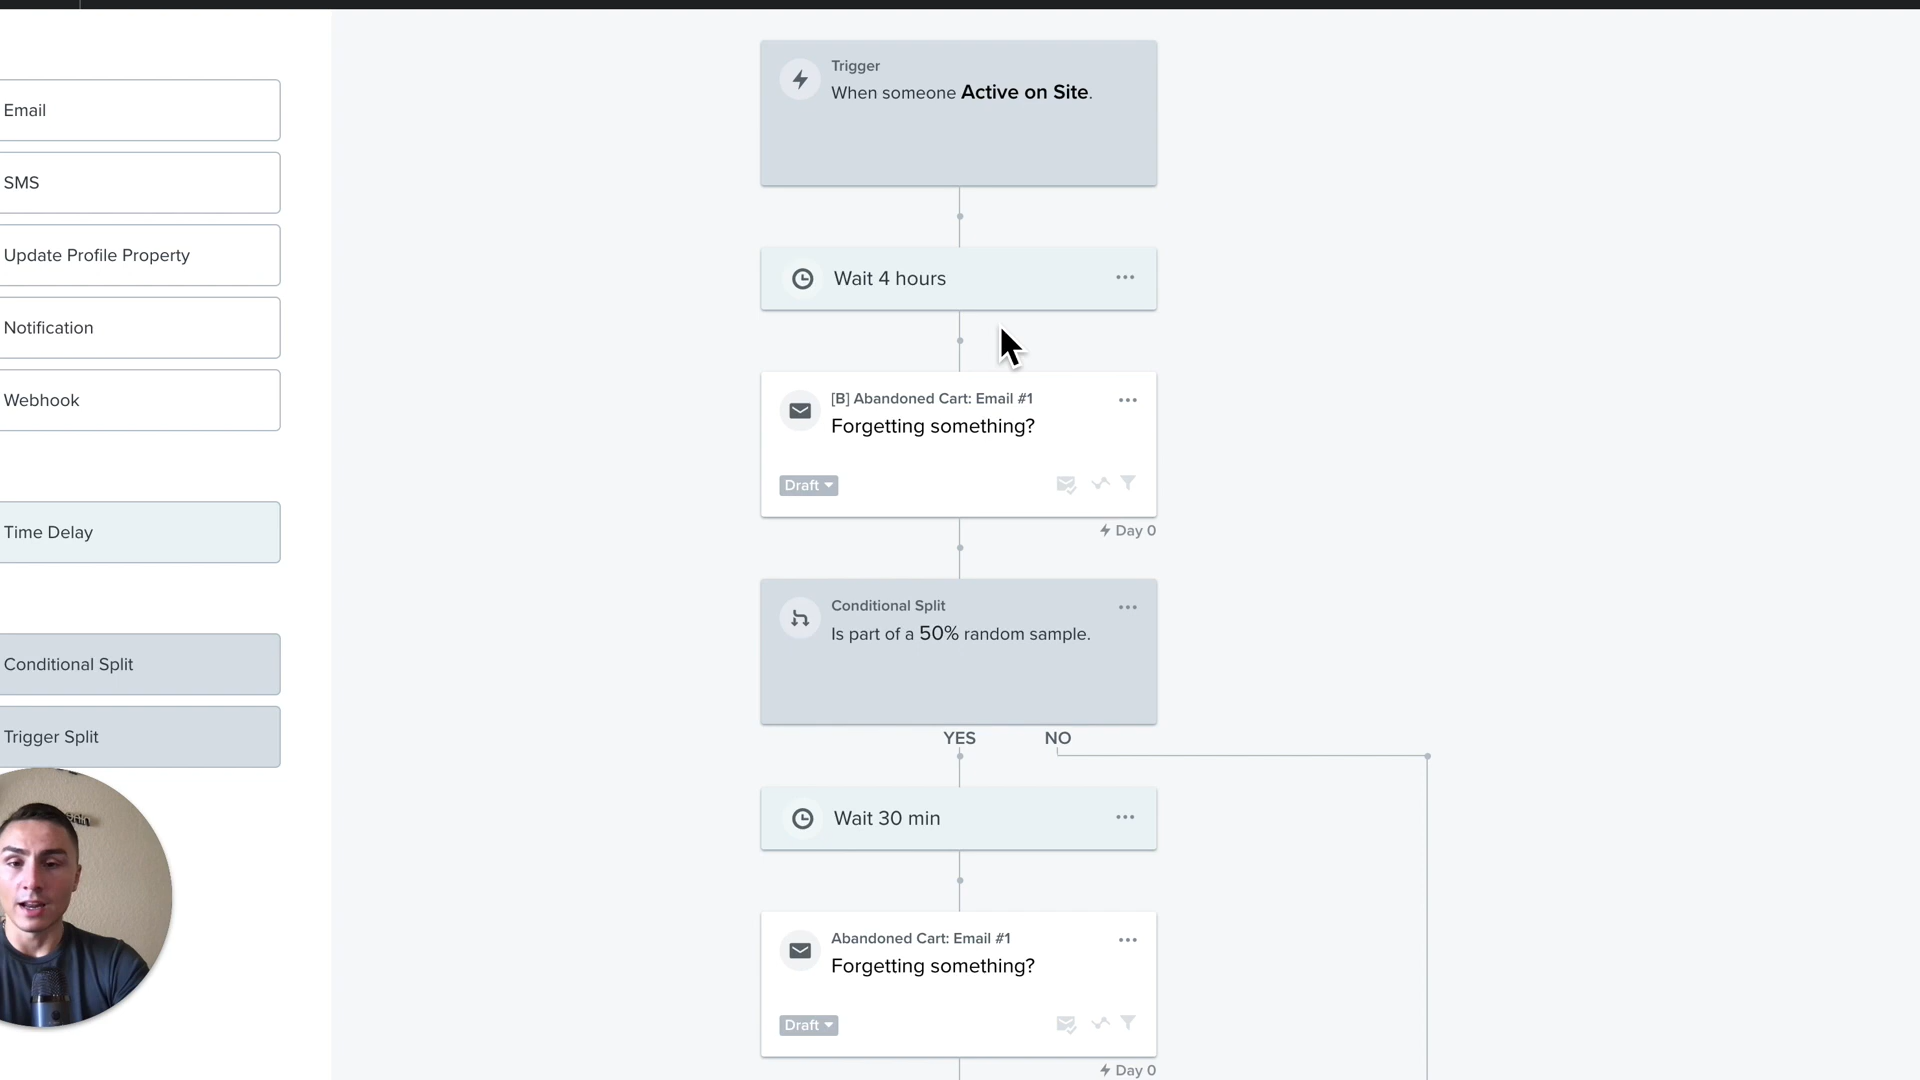 Email
SMS
Update Profile Property
Notification
Webhook
Time Delay
Conditional Split
Trigger Split
Trigger
When someone Active on Site.
Wait 4 hours
[B] Abandoned Cart: Email #1
Forgetting something?
Draft
Day 0
Conditional Split
Is part of a 50% random sample.
YES NO
Wait 30 min
Abandoned Cart: Email #1
Forgetting something?
Draft
Day 0